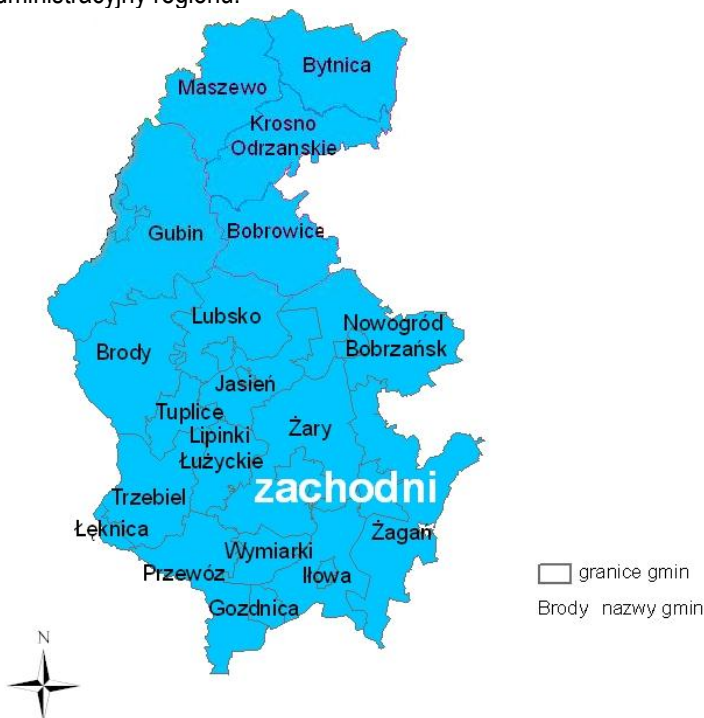 administracyjny regionu.
Bytnica
Maszewo
Krosno
Odrzanskie
Gubin
Bobrowice
Lubsko
Nowogród
Bobrzańsk
Brody
Jasień
Tuplice
Lipinki
Łużyckie
Żary
zachodni
Trzebiel
Łęknica
Żagań
Wymiarki
Przewóz
Iłowa
Gozdnica
granice gmin
Brody nazwy gmin
N